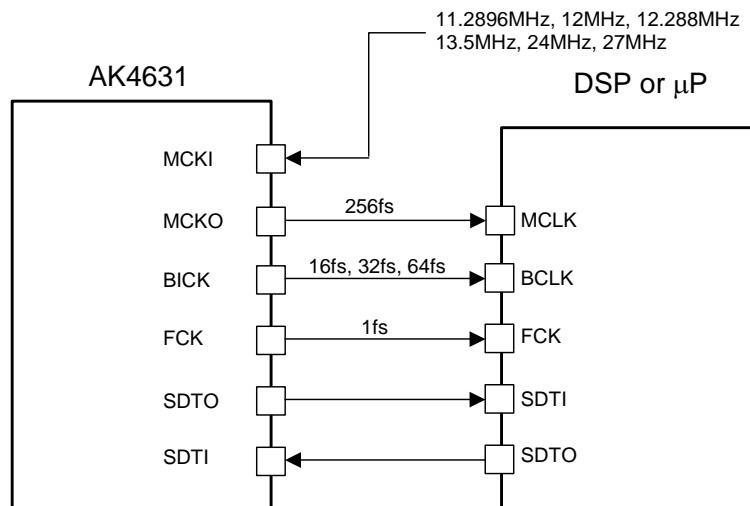 11.2896MHz, 12MHz, 12.288MHz
13.5MHz, 24MHz, 27MHz
AK4631
DSP or μP
MCKI
MCKO
256fs
MCLK
BICK
16fs, 32fs, 64fs
BCLK
FCK
1fs
FCK
SDTO
SDTI
SDTI
SDTO